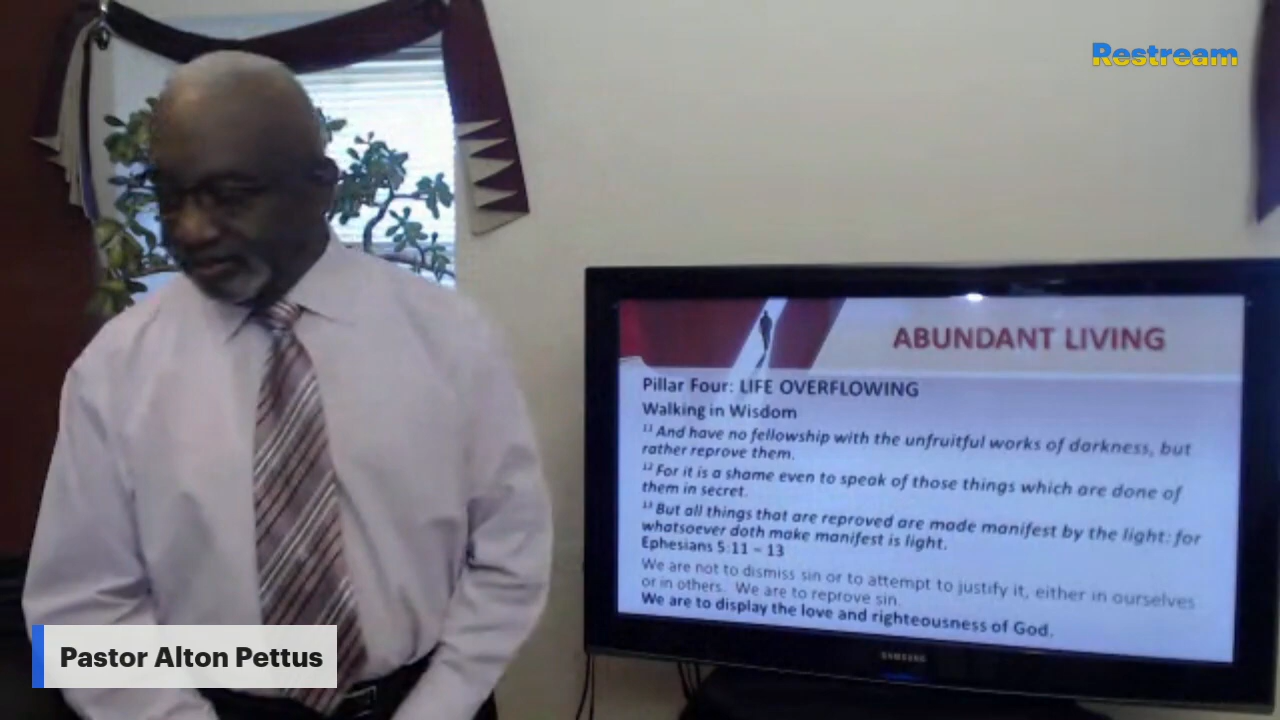 Restream
ABUNDANT LIVING
Pillar Four: LIFE OVERFLOWING
Walking in Wisdom
11 And have no fellowship with the unfruitful works of darkness, but
rather reprove them.
12 For it is a shame even to speak of those things which are done of
them in secret.
13 But all things that are reproved are made manifest by the light: for
whatsoever doth make manifest is light.
Ephesians 5:11 – 13
We are not to dismiss sin or to attempt to justify it, either in ourselves
or in others. We are to reprove sin.
We are to display the love and righteousness of God.
SAMSUNG
Pastor Alton Pettus